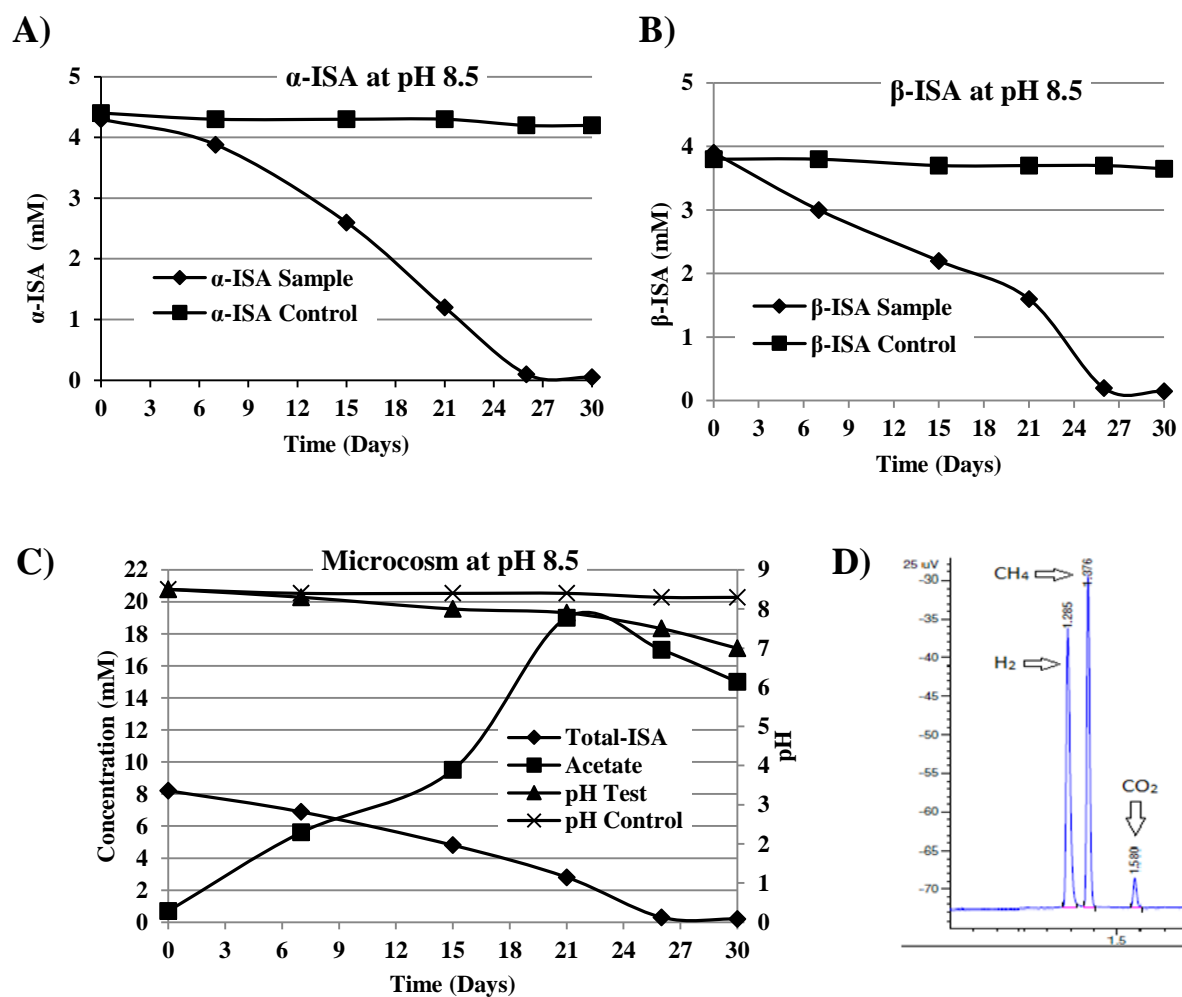 A)
α-ISA at pH 8.5
5
4
3
2
1
0
α-ISA (mM)
α-ISA Sample
α-ISA Control
0 3 6 9 12 15 18 21 24 27 30
Time (Days)
B)
β-ISA at pH 8.5
5
4
3
2
1
0
β-ISA (mM)
β-ISA Sample
β-ISA Control
0 3 6 9 12 15 18 21 24 27 30
Time (Days)
C)
Microcosm at pH 8.5
22
20
18
16
14
12
10
8
6
4
2
0
Concentration (mM)
Total-ISA
Acetate
pH Test
pH Control
9
8
7
6
5
4
3
2
1
0
pH
0 3 6 9 12 15 18 21 24 27 30
Time (Days)
D)
25 uV
-30
-35
-40
-45
-50
-55
-60
-65
-70
CH₄
1.376
1.285
H₂
CO₂
1.580
1.5